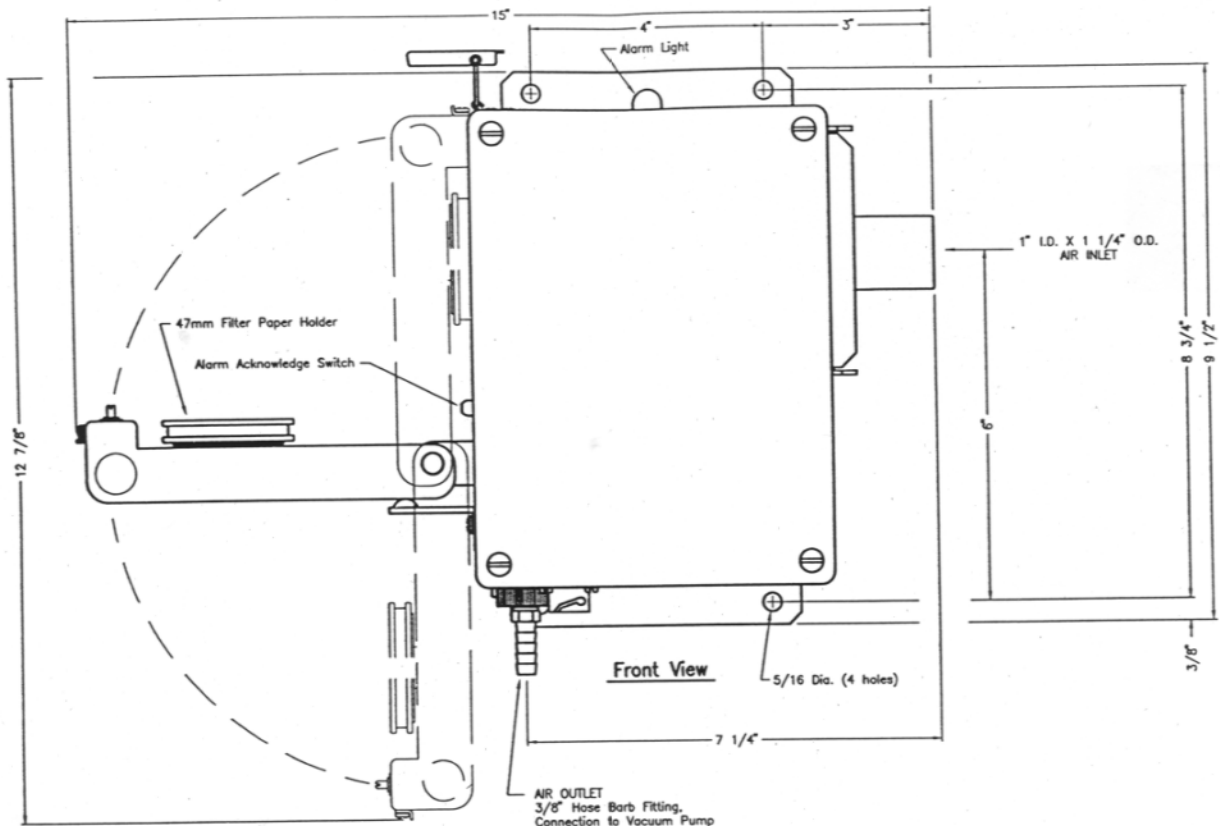 15"
4"
3"
Alarm Light
1" I.D. X 1 1/4" O.D.
AIR INLET
47mm Filter Paper Holder
Alarm Acknowledge Switch
8 3/4"
9 1/2"
6"
12 7/8"
3/8"
Front View
5/16 Dia. (4 holes)
7 1/4"
AIR OUTLET
3/8" Hose Barb Fitting,
Connection to Vacuum Pump